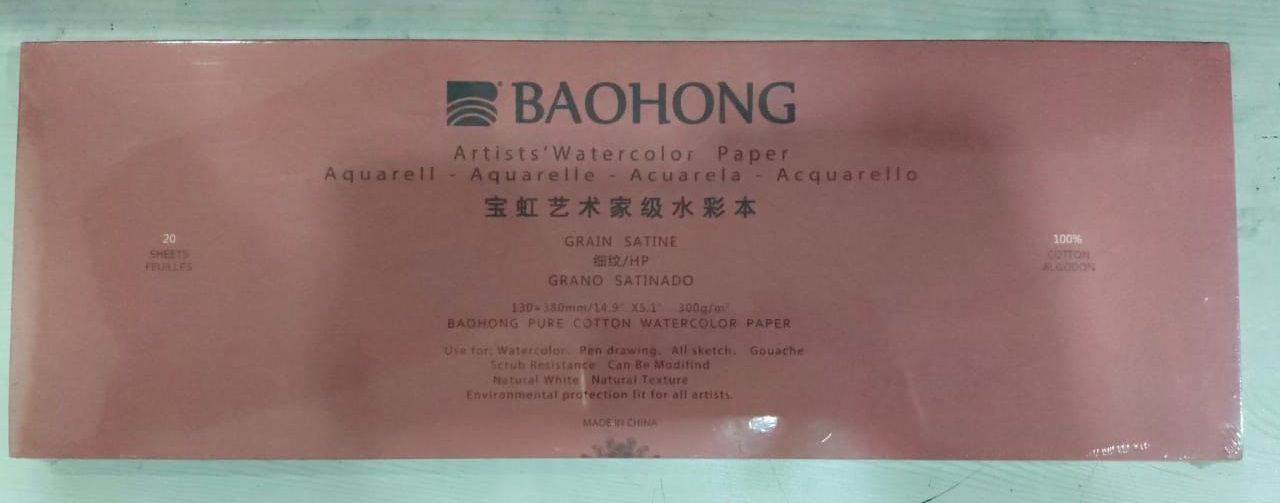 BAOHONG
Artists' Watercolor Paper
Aquarell - Aquarelle - Acuarela - Acquarello
宝虹艺术家级水彩本
20
SHEETS
FEUILLES
100%
COTTON
ALGODON
GRAIN SATINE
细纹/HP
GRANO SATINADO
130×380mm/14.9" X5.1" 300g/m²
BAOHONG PURE COTTON WATERCOLOR PAPER
Use for: Watercolor. Pen drawing. All sketch. Gouache
Scrub Resistance Can Be Modifind
Natural White Natural Texture
Environmental protection fit for all artists.
MADE IN CHINA